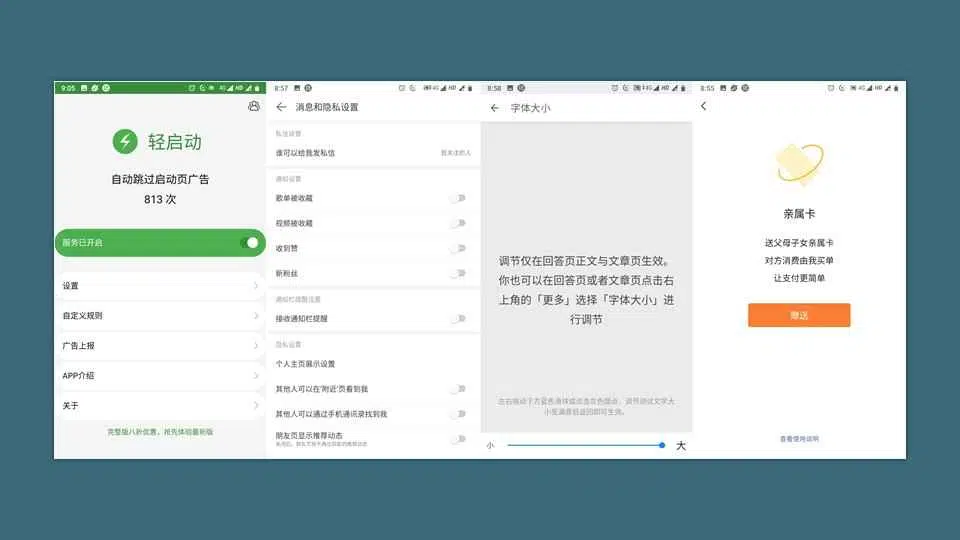 9:05
4G HD
轻启动
自动跳过启动页广告
813 次
服务已开启
设置
自定义规则
广告上报
APP介绍
关于
完整版八折优惠，抢先体验最新版
8:57
4G HD
消息和隐私设置
私信设置
谁可以给我发私信
我关注的人
通知设置
歌单被收藏
视频被收藏
收到赞
新粉丝
通知栏提醒设置
接收通知栏提醒
隐私设置
个人主页展示设置
其他人可以在'附近'页看到我
其他人可以通过手机通讯录找到我
朋友页显示推荐动态
8:58
4G HD
字体大小
调节仅在回答页正文与文章页生效。
你也可以在回答页或者文章页点击右
上角的「更多」选择「字体大小」进
行调节
小
大
8:55
4G HD
亲属卡
送父母子女亲属卡
对方消费由我买单
让支付更简单
赠送
查看使用说明